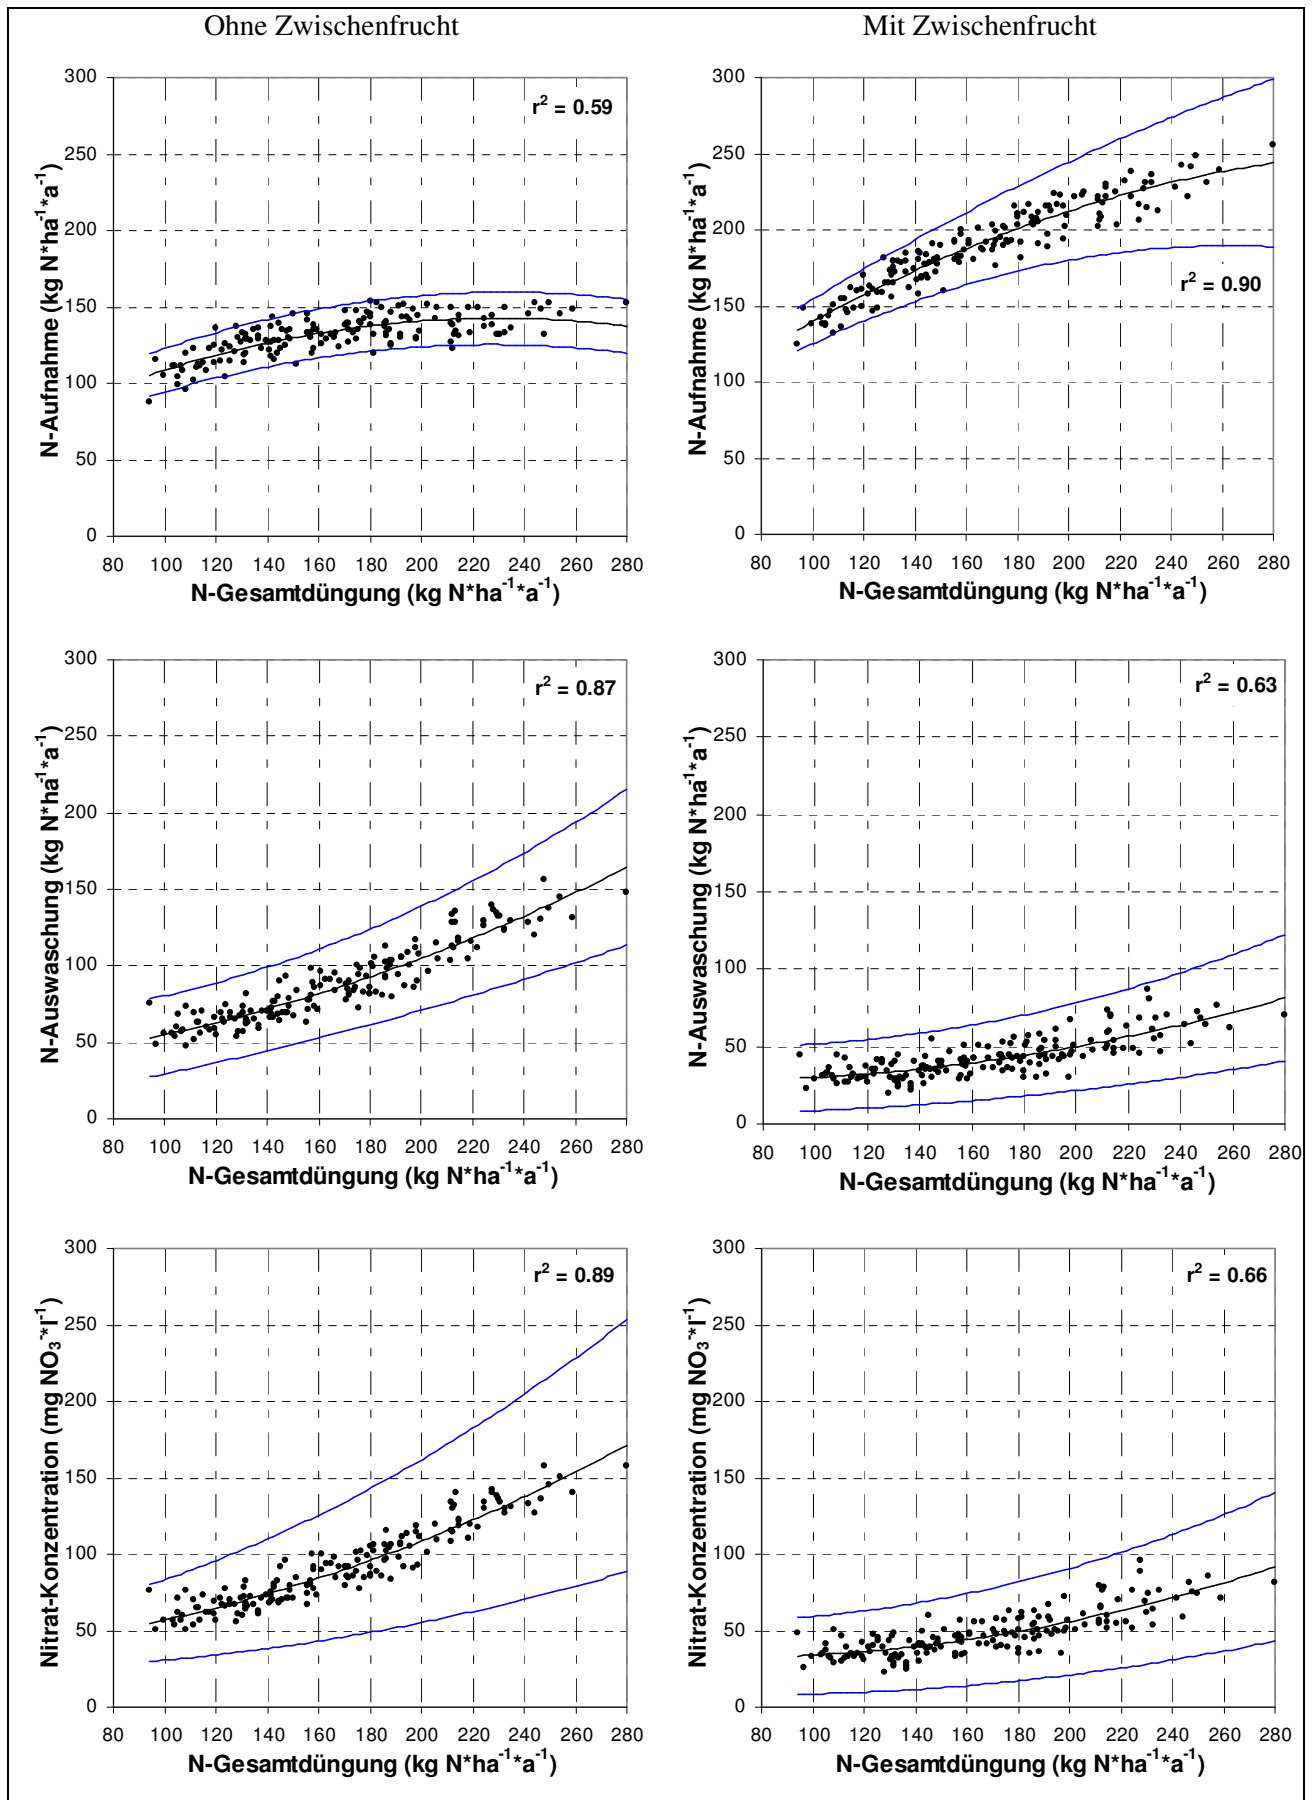 Ohne Zwischenfrucht Mit Zwischenfrucht
300
250
200
150
100
50
0
N-Aufnahme (kg N*ha⁻¹*a⁻¹)
r² = 0.59
80 100 120 140 160 180 200 220 240 260 280
N-Gesamtdüngung (kg N*ha⁻¹*a⁻¹)
300
250
200
150
100
50
0
N-Aufnahme (kg N*ha⁻¹*a⁻¹)
r² = 0.90
80 100 120 140 160 180 200 220 240 260 280
N-Gesamtdüngung (kg N*ha⁻¹*a⁻¹)
300
250
200
150
100
50
0
N-Auswaschung (kg N*ha⁻¹*a⁻¹)
r² = 0.87
80 100 120 140 160 180 200 220 240 260 280
N-Gesamtdüngung (kg N*ha⁻¹*a⁻¹)
300
250
200
150
100
50
0
N-Auswaschung (kg N*ha⁻¹*a⁻¹)
r² = 0.63
80 100 120 140 160 180 200 220 240 260 280
N-Gesamtdüngung (kg N*ha⁻¹*a⁻¹)
300
250
200
150
100
50
0
Nitrat-Konzentration (mg NO₃⁻*l⁻¹)
r² = 0.89
80 100 120 140 160 180 200 220 240 260 280
N-Gesamtdüngung (kg N*ha⁻¹*a⁻¹)
300
250
200
150
100
50
0
Nitrat-Konzentration (mg NO₃⁻*l⁻¹)
r² = 0.66
80 100 120 140 160 180 200 220 240 260 280
N-Gesamtdüngung (kg N*ha⁻¹*a⁻¹)